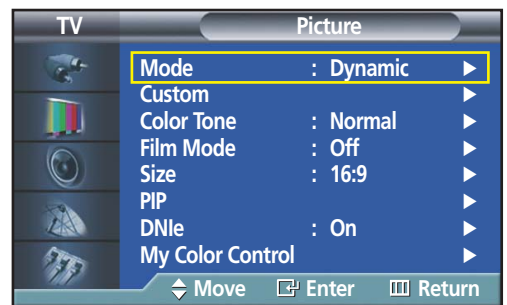 TV Picture
Mode : Dynamic
Custom
Color Tone : Normal
Film Mode : Off
Size : 16:9
PIP
DNIe : On
My Color Control
Move Enter Return